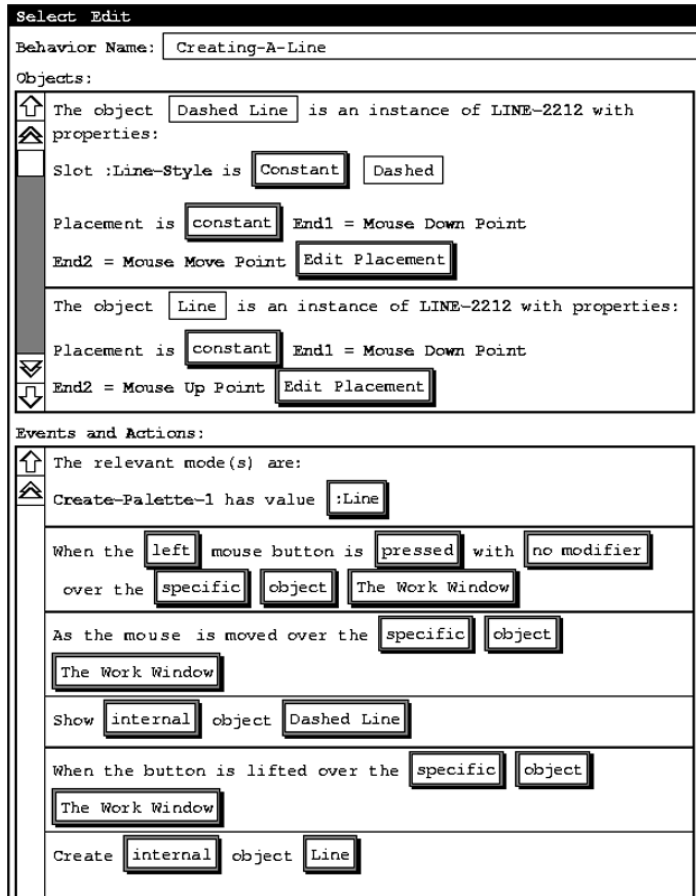 Select Edit
Behavior Name: Creating-A-Line
Objects:
The object Dashed Line is an instance of LINE-2212 with
properties:
Slot :Line-Style is Constant Dashed
Placement is constant End1 = Mouse Down Point
End2 = Mouse Move Point Edit Placement
The object Line is an instance of LINE-2212 with properties:
Placement is constant End1 = Mouse Down Point
End2 = Mouse Up Point Edit Placement
Events and Actions:
The relevant mode(s) are:
Create-Palette-1 has value :Line
When the left mouse button is pressed with no modifier
over the specific object The Work Window
As the mouse is moved over the specific object
The Work Window
Show internal object Dashed Line
When the button is lifted over the specific object
The Work Window
Create internal object Line